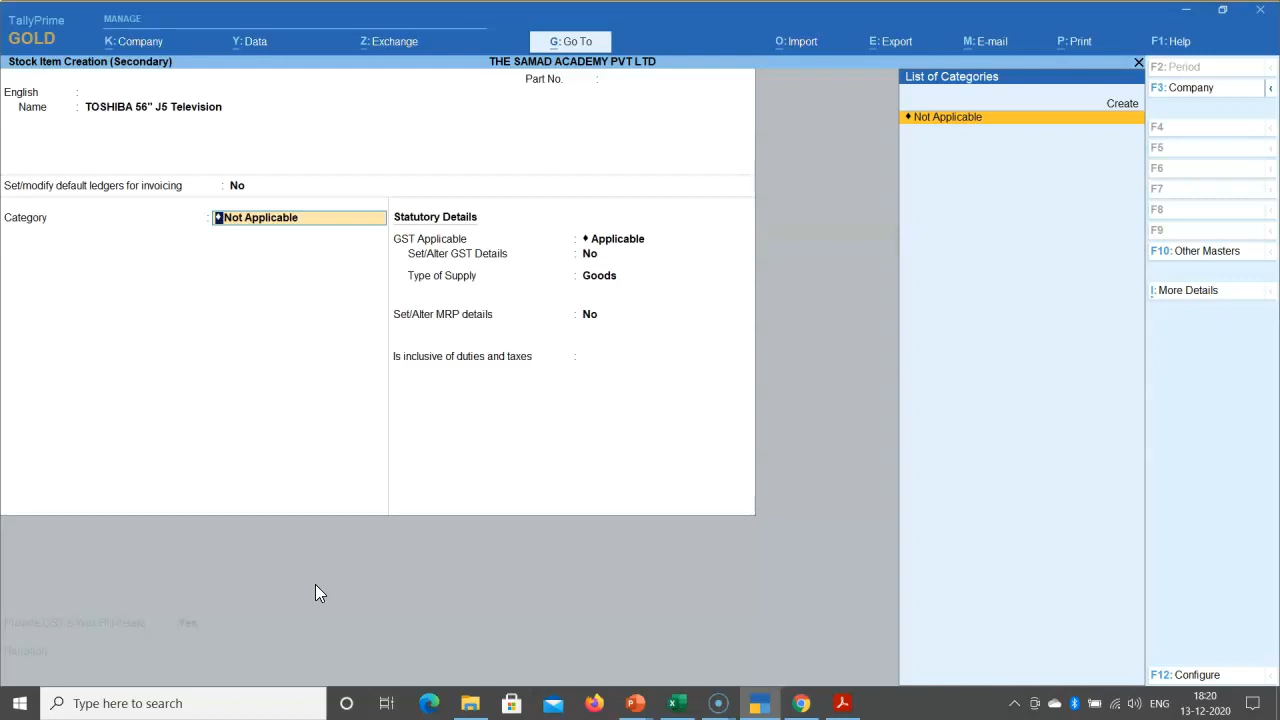 TallyPrime
MANAGE
GOLD
K: Company
Y: Data
Z: Exchange
G: Go To
O: Import
E: Export
M: E-mail
P: Print
F1: Help
Stock Item Creation (Secondary)
THE SAMAD ACADEMY PVT LTD
Part No. :
English :
Name : TOSHIBA 56" J5 Television
Set/modify default ledgers for invoicing : No
Category : ♦ Not Applicable
Statutory Details
GST Applicable : ♦ Applicable
Set/Alter GST Details : No
Type of Supply : Goods
Set/Alter MRP details : No
Is inclusive of duties and taxes :
List of Categories
Create
♦ Not Applicable
F2: Period
F3: Company
F4
F5
F6
F7
F8
F9
F10: Other Masters
I: More Details
F12: Configure
Yes
Narration
Type here to search
ENG
18:20
13-12-2020